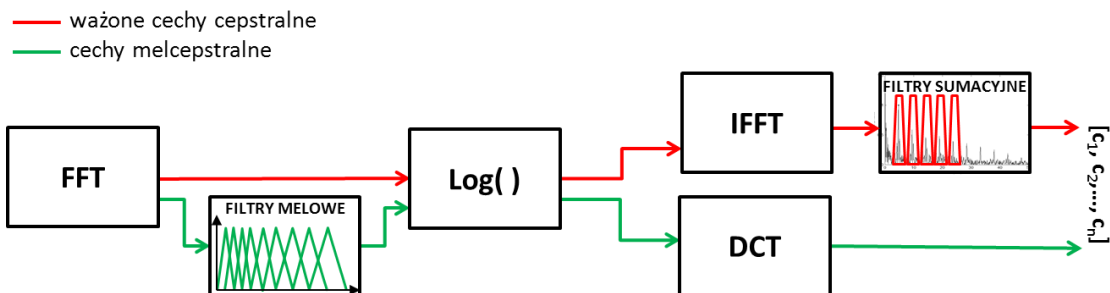 ważone cechy cepstralne
cechy melcepstralne
FFT
FILTRY MELOWE
Log( )
IFFT
FILTRY SUMACYJNE
DCT
[c₁, c₂,..., cₙ]